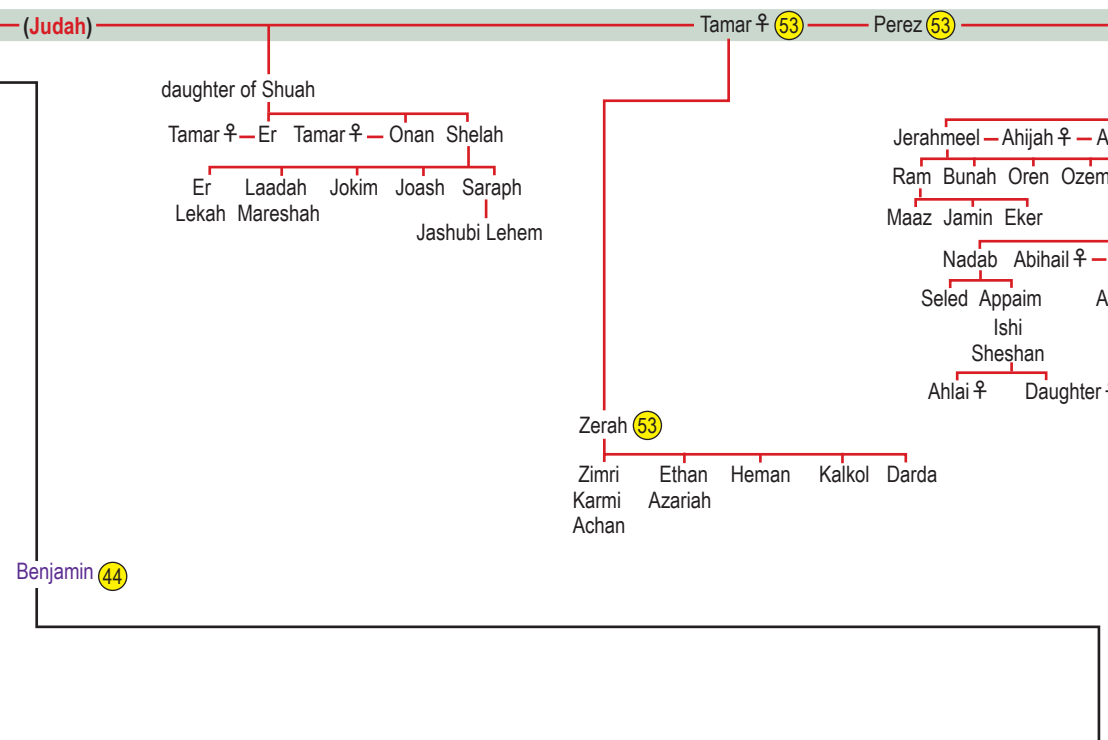 (Judah) Tamar ♀ 53 Perez 53
daughter of Shuah
Tamar ♀ Er Tamar ♀ Onan Shelah Jerahmeel Ahijah ♀ A
Er Laadah Jokim Joash Saraph Ram Bunah Oren Ozem
Lekah Mareshah Maaz Jamin Eker
Jashubi Lehem
Nadab Abihail ♀
Seled Appaim A
Ishi
Sheshan
Ahlai ♀ Daughter ♀
Zerah 53
Zimri Ethan Heman Kalkol Darda
Karmi Azariah
Achan
Benjamin 44